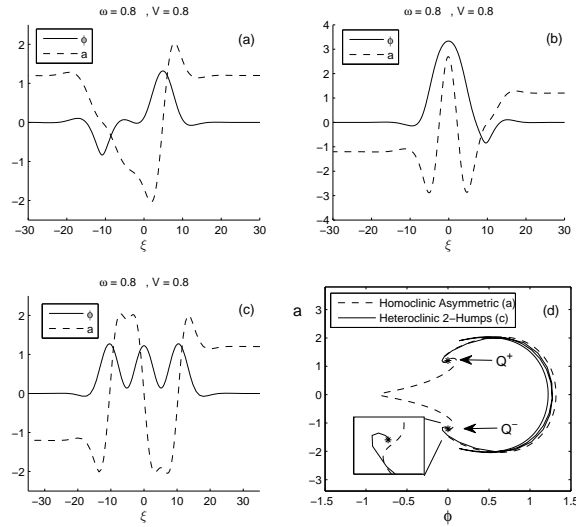 ω = 0.8 , V = 0.8
(a)
φ
a
2
1
0
−1
−2
−30 −20 −10 0 10 20 30
ξ
ω = 0.8 , V = 0.8
(b)
φ
a
4
3
2
1
0
−1
−2
−3
−4
−30 −20 −10 0 10 20 30
ξ
ω = 0.8 , V = 0.8
(c)
φ
a
2
1
0
−1
−2
−30 −20 −10 0 10 20 30
ξ
a
Homoclinic Asymmetric (a)
Heteroclinic 2−Humps (c)
(d)
3
2
1
0
−1
−2
−3
Q+
Q−
−1.5 −1 −0.5 0 0.5 1 1.5
φ